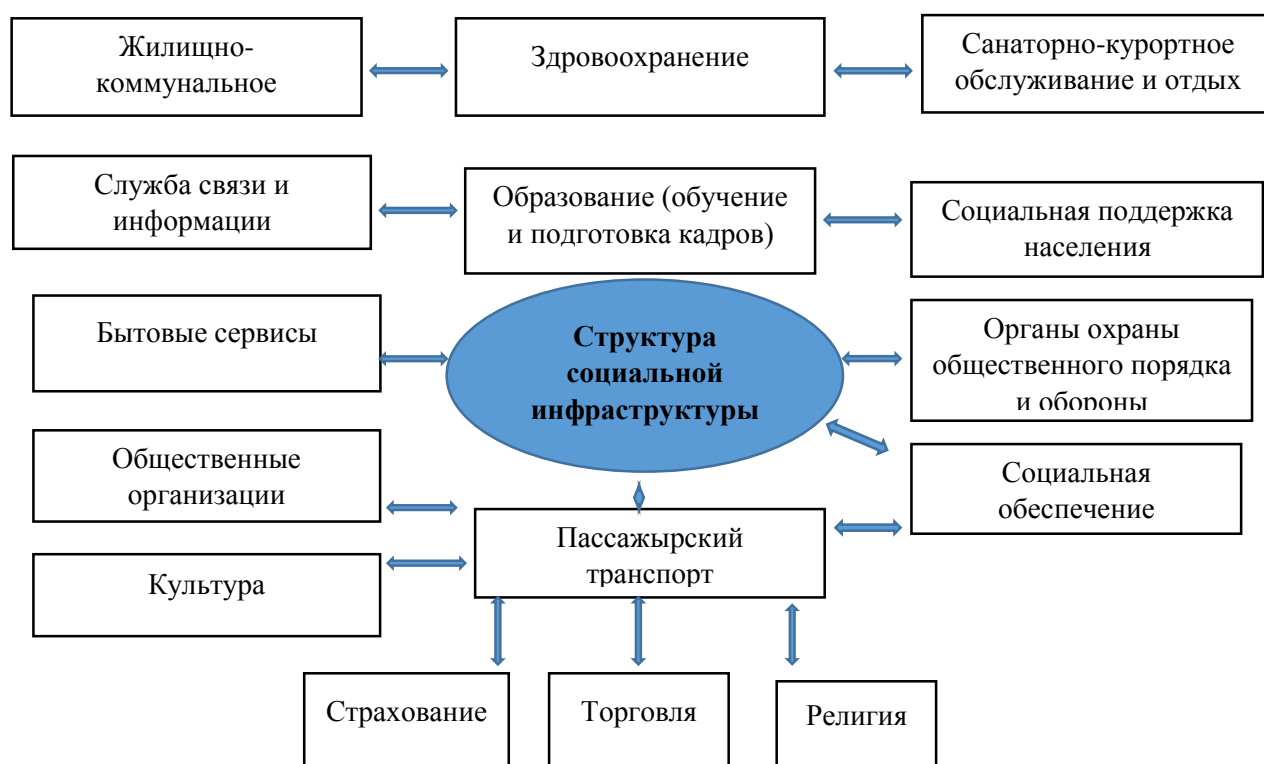 Жилищно-
коммунальное
Здровоохранение
Санаторно-курортное
обслуживание и отдых
Служба связи и
информации
Образование (обучение
и подготовка кадров)
Социальная поддержка
населения
Бытовые сервисы
Структура
социальной
инфраструктуры
Органы охраны
общественного порядка
и обороны
Общественные
организации
Социальная
обеспечение
Пассажырский
транспорт
Культура
Страхование
Торговля
Религия